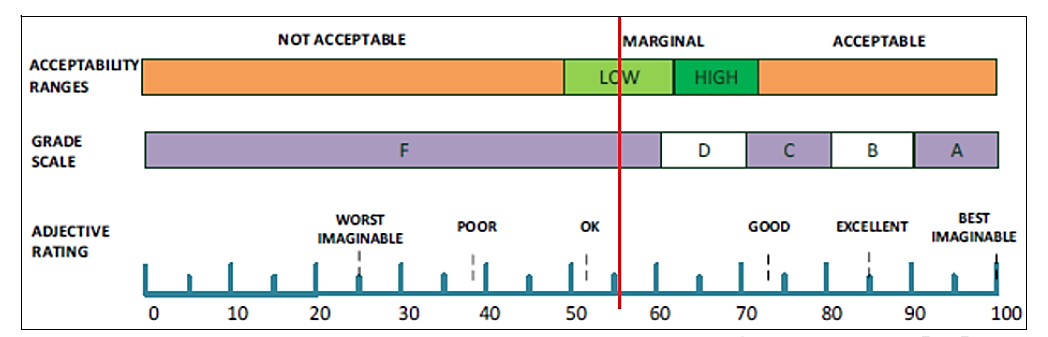 NOT ACCEPTABLE MARGINAL ACCEPTABLE
ACCEPTABILITY
RANGES
LOW HIGH
GRADE
SCALE
F D C B A
ADJECTIVE
RATING
WORST
IMAGINABLE
POOR
OK
GOOD
EXCELLENT
BEST
IMAGINABLE
0 10 20 30 40 50 60 70 80 90 100